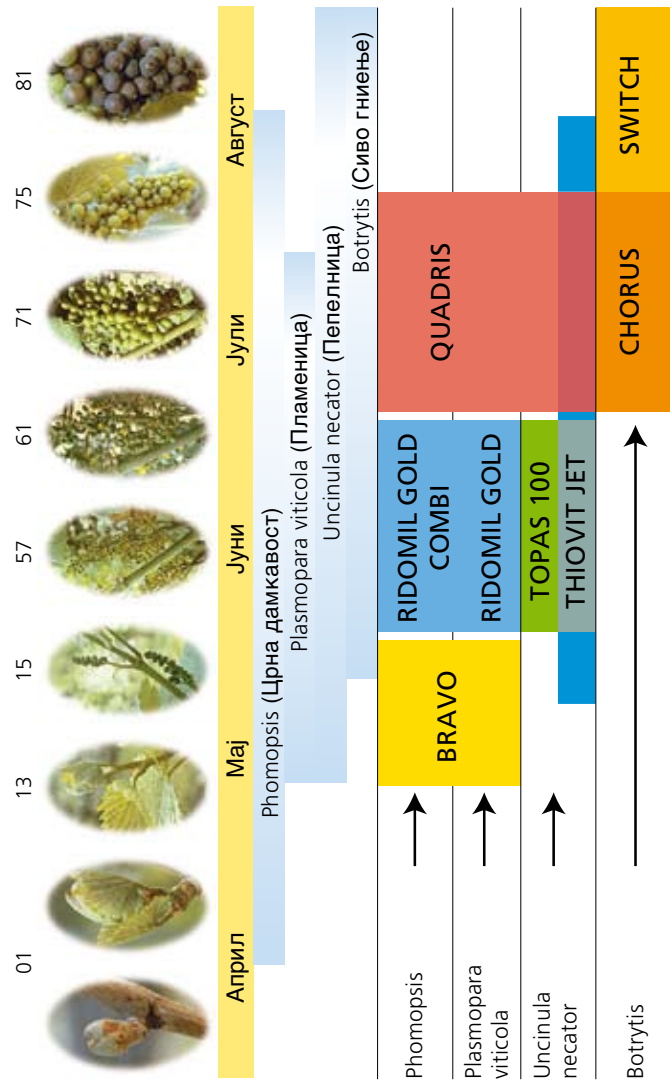 01 13 15 57 61 71 75 81
Април Мај Јуни Јули Август
Phomopsis (Црна дамкавост)
Plasmopara viticola (Пламеница)
Uncinula necator (Пепелница)
Botrytis (Сиво гниење)
Phomopsis
Plasmopara
viticola
Uncinula
necator
Botrytis
BRAVO
RIDOMIL GOLD
COMBI
RIDOMIL GOLD
TOPAS 100
THIOVIT JET
QUADRIS
CHORUS
SWITCH